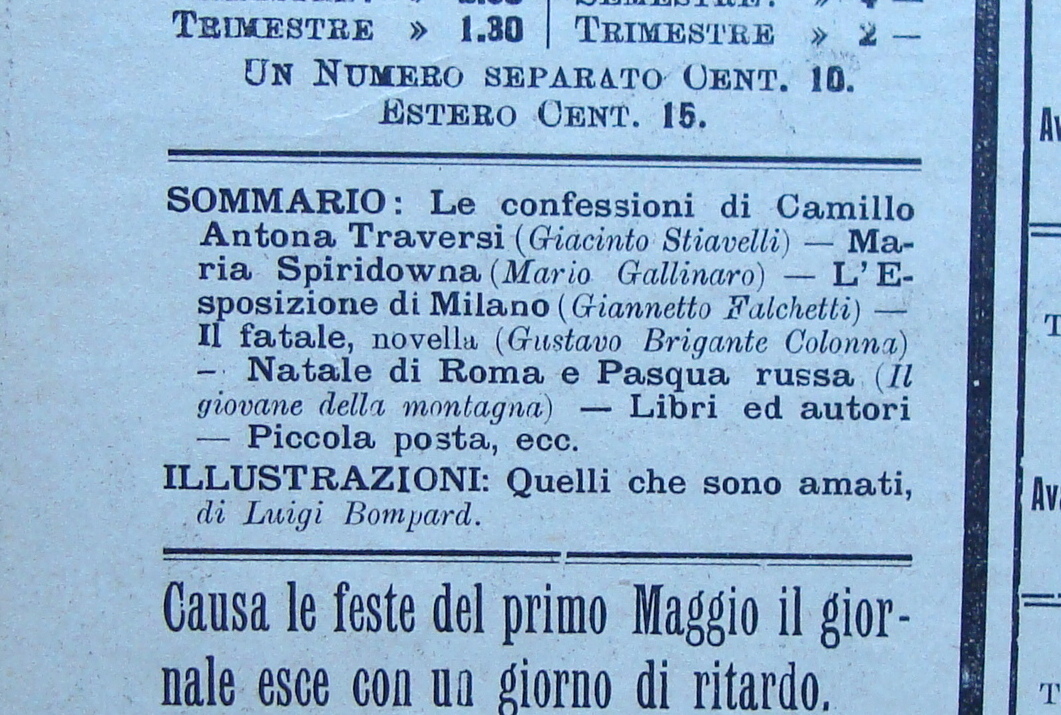 TRIMESTRE » 1.30 TRIMESTRE » 2 —
UN NUMERO SEPARATO CENT. 10.
ESTERO CENT. 15.
SOMMARIO: Le confessioni di Camillo
Antona Traversi (Giacinto Stiavelli) — Ma-
ria Spiridowna (Mario Gallinaro) — L'E-
sposizione di Milano (Giannetto Falchetti) —
Il fatale, novella (Gustavo Brigante Colonna)
— Natale di Roma e Pasqua russa (Il
giovane della montagna) — Libri ed autori
— Piccola posta, ecc.
ILLUSTRAZIONI: Quelli che sono amati,
di Luigi Bompard.
Causa le feste del primo Maggio il gior-
nale esce con un giorno di ritardo.